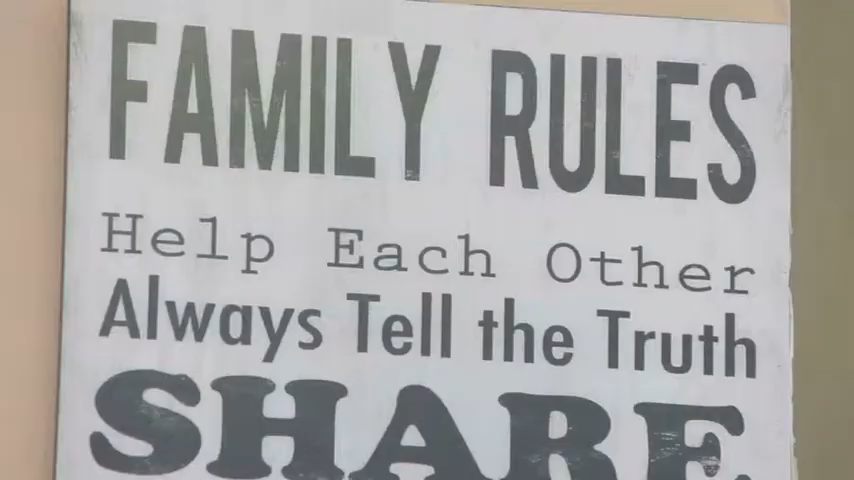 FAMILY RULES
Help Each Other
Always Tell the Truth
SHARE